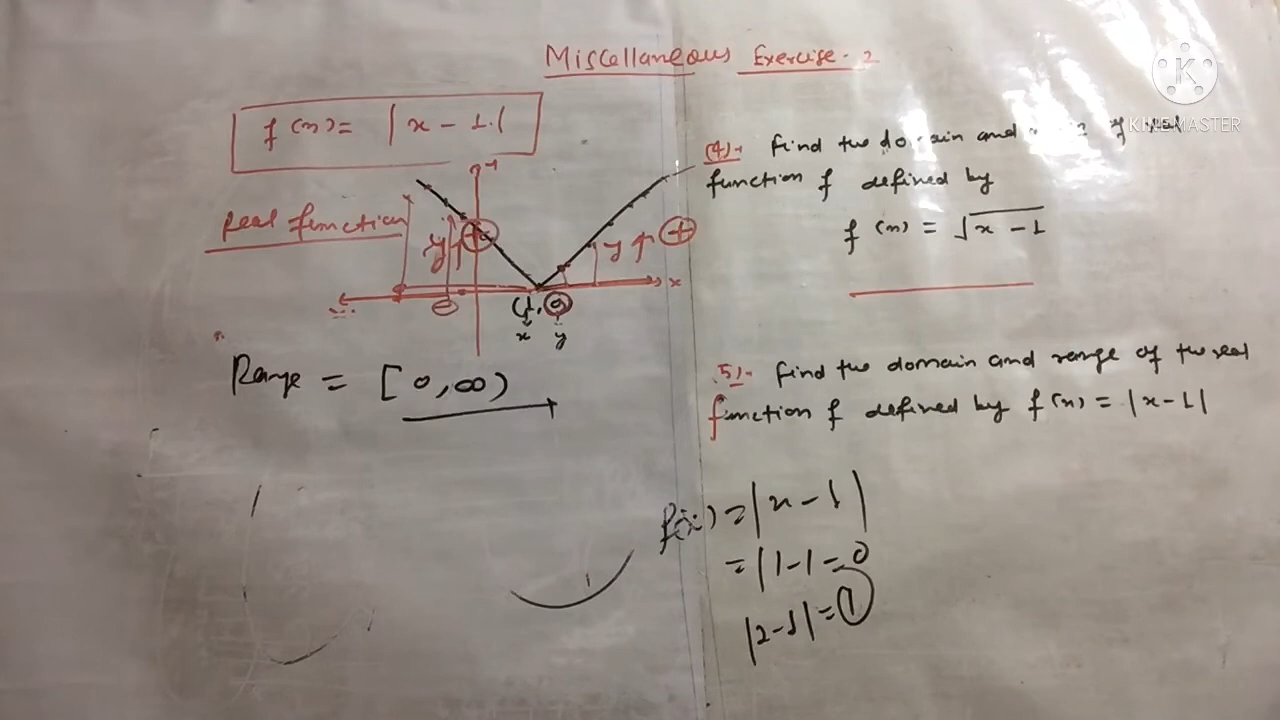 Miscellaneous Exercise - 2
f (x) = | x - 1 . |
Real function
y
y
x
(1, 0)
x y
Range = [0, ∞)
KINEMASTER
(4) - find the domain and
function f defined by
f (x) = √x - 1
5) - find the domain and range of the real
function f defined by f (x) = | x - 1 |
f(x) = | x - 1 |
= | 1 - 1 = 0
| 2 - 1 | = 1